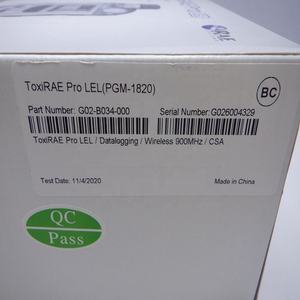 RAE
ToxiRAE Pro LEL(PGM-1820)
BC
Part Number: G02-B034-000
Serial Number:G026004329
ToxiRAE Pro LEL / Datalogging / Wireless 900MHz / CSA
Test Date: 11/4/2020
Made in China
QC
Pass